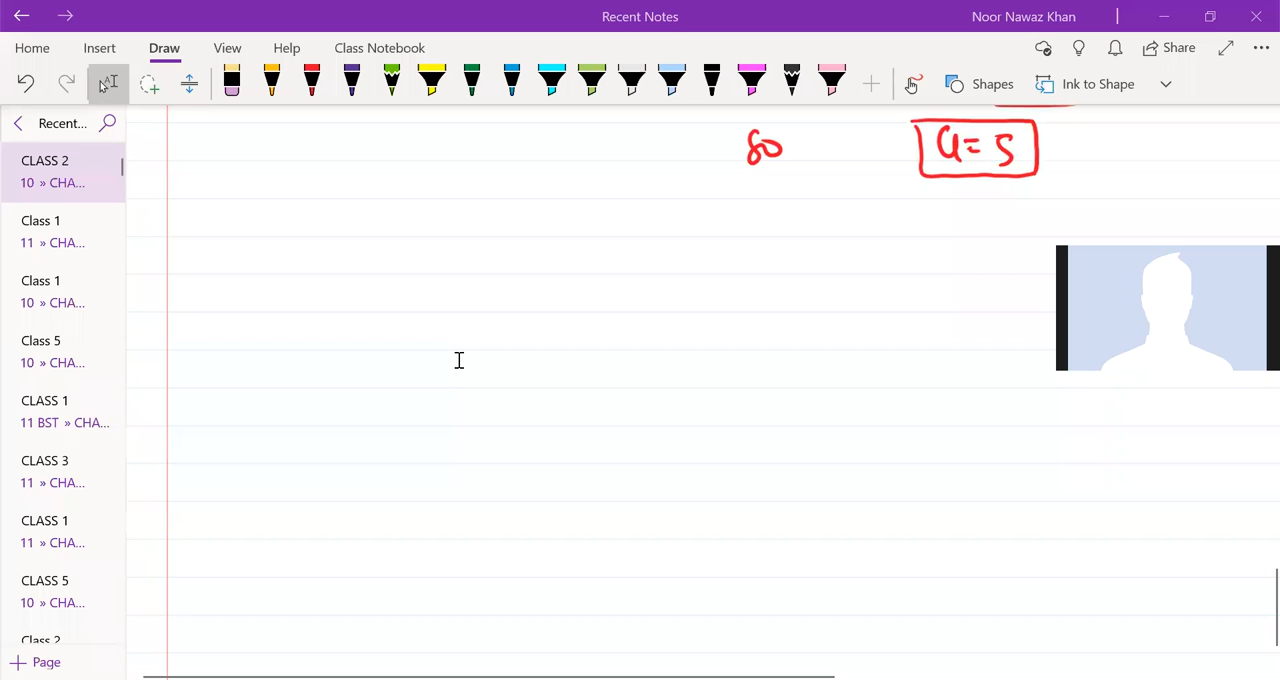 Recent Notes
Noor Nawaz Khan
Home Insert Draw View Help Class Notebook
Share
Shapes
Ink to Shape
Recent...
CLASS 2
10 » CHA...
Class 1
11 » CHA...
Class 1
10 » CHA...
Class 5
10 » CHA...
CLASS 1
11 BST » CHA...
CLASS 3
11 » CHA...
CLASS 1
11 » CHA...
CLASS 5
10 » CHA...
Class 2
Page
80
= 5